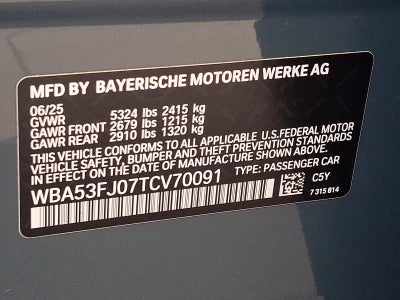 MFD BY BAYERISCHE MOTOREN WERKE AG
06/25
GVWR 5324 lbs 2415 kg
GAWR FRONT 2679 lbs 1215 kg
GAWR REAR 2910 lbs 1320 kg
THIS VEHICLE CONFORMS TO ALL APPLICABLE U.S.FEDERAL MOTOR
VEHICLE SAFETY, BUMPER, AND THEFT PREVENTION STANDARDS
IN EFFECT ON THE DATE OF MANUFACTURE SHOWN ABOVE.
WBA53FJ07TCV70091 TYPE: PASSENGER CAR
C5Y
7 315 814